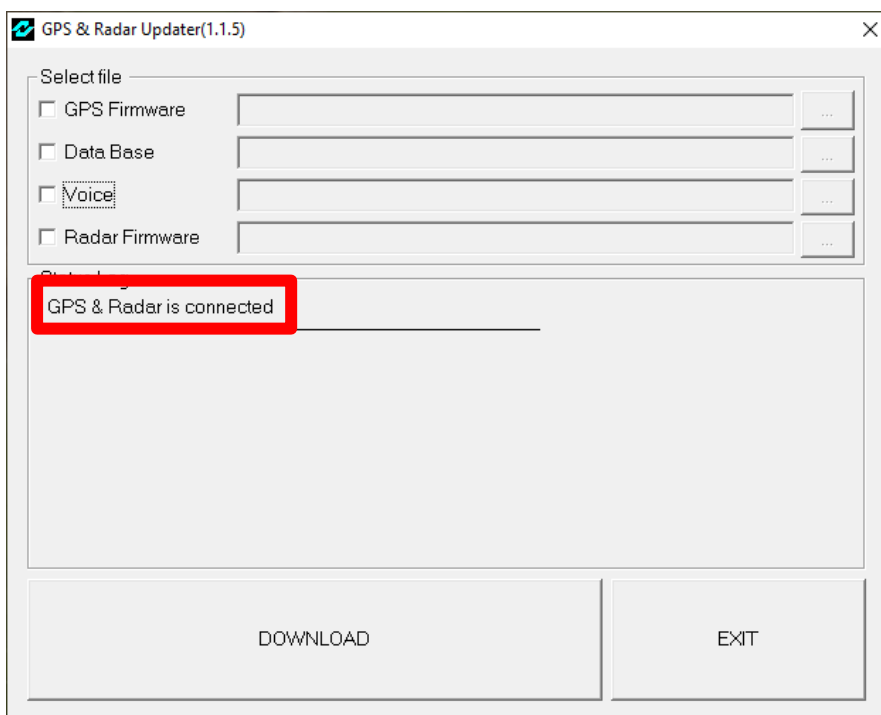 GPS & Radar Updater(1.1.5)
Select file
GPS Firmware
...
Data Base
...
Voice
...
Radar Firmware
...
GPS & Radar is connected
DOWNLOAD
EXIT